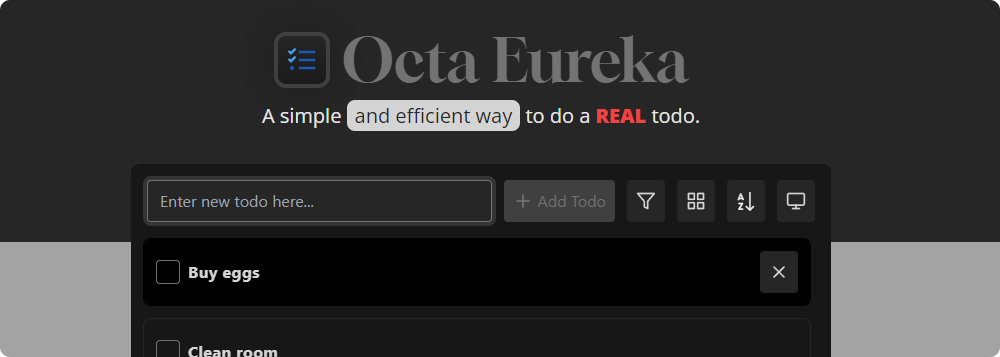 Octa Eureka
A simple and efficient way to do a REAL todo.
Enter new todo here... + Add Todo
Buy eggs
Clean room